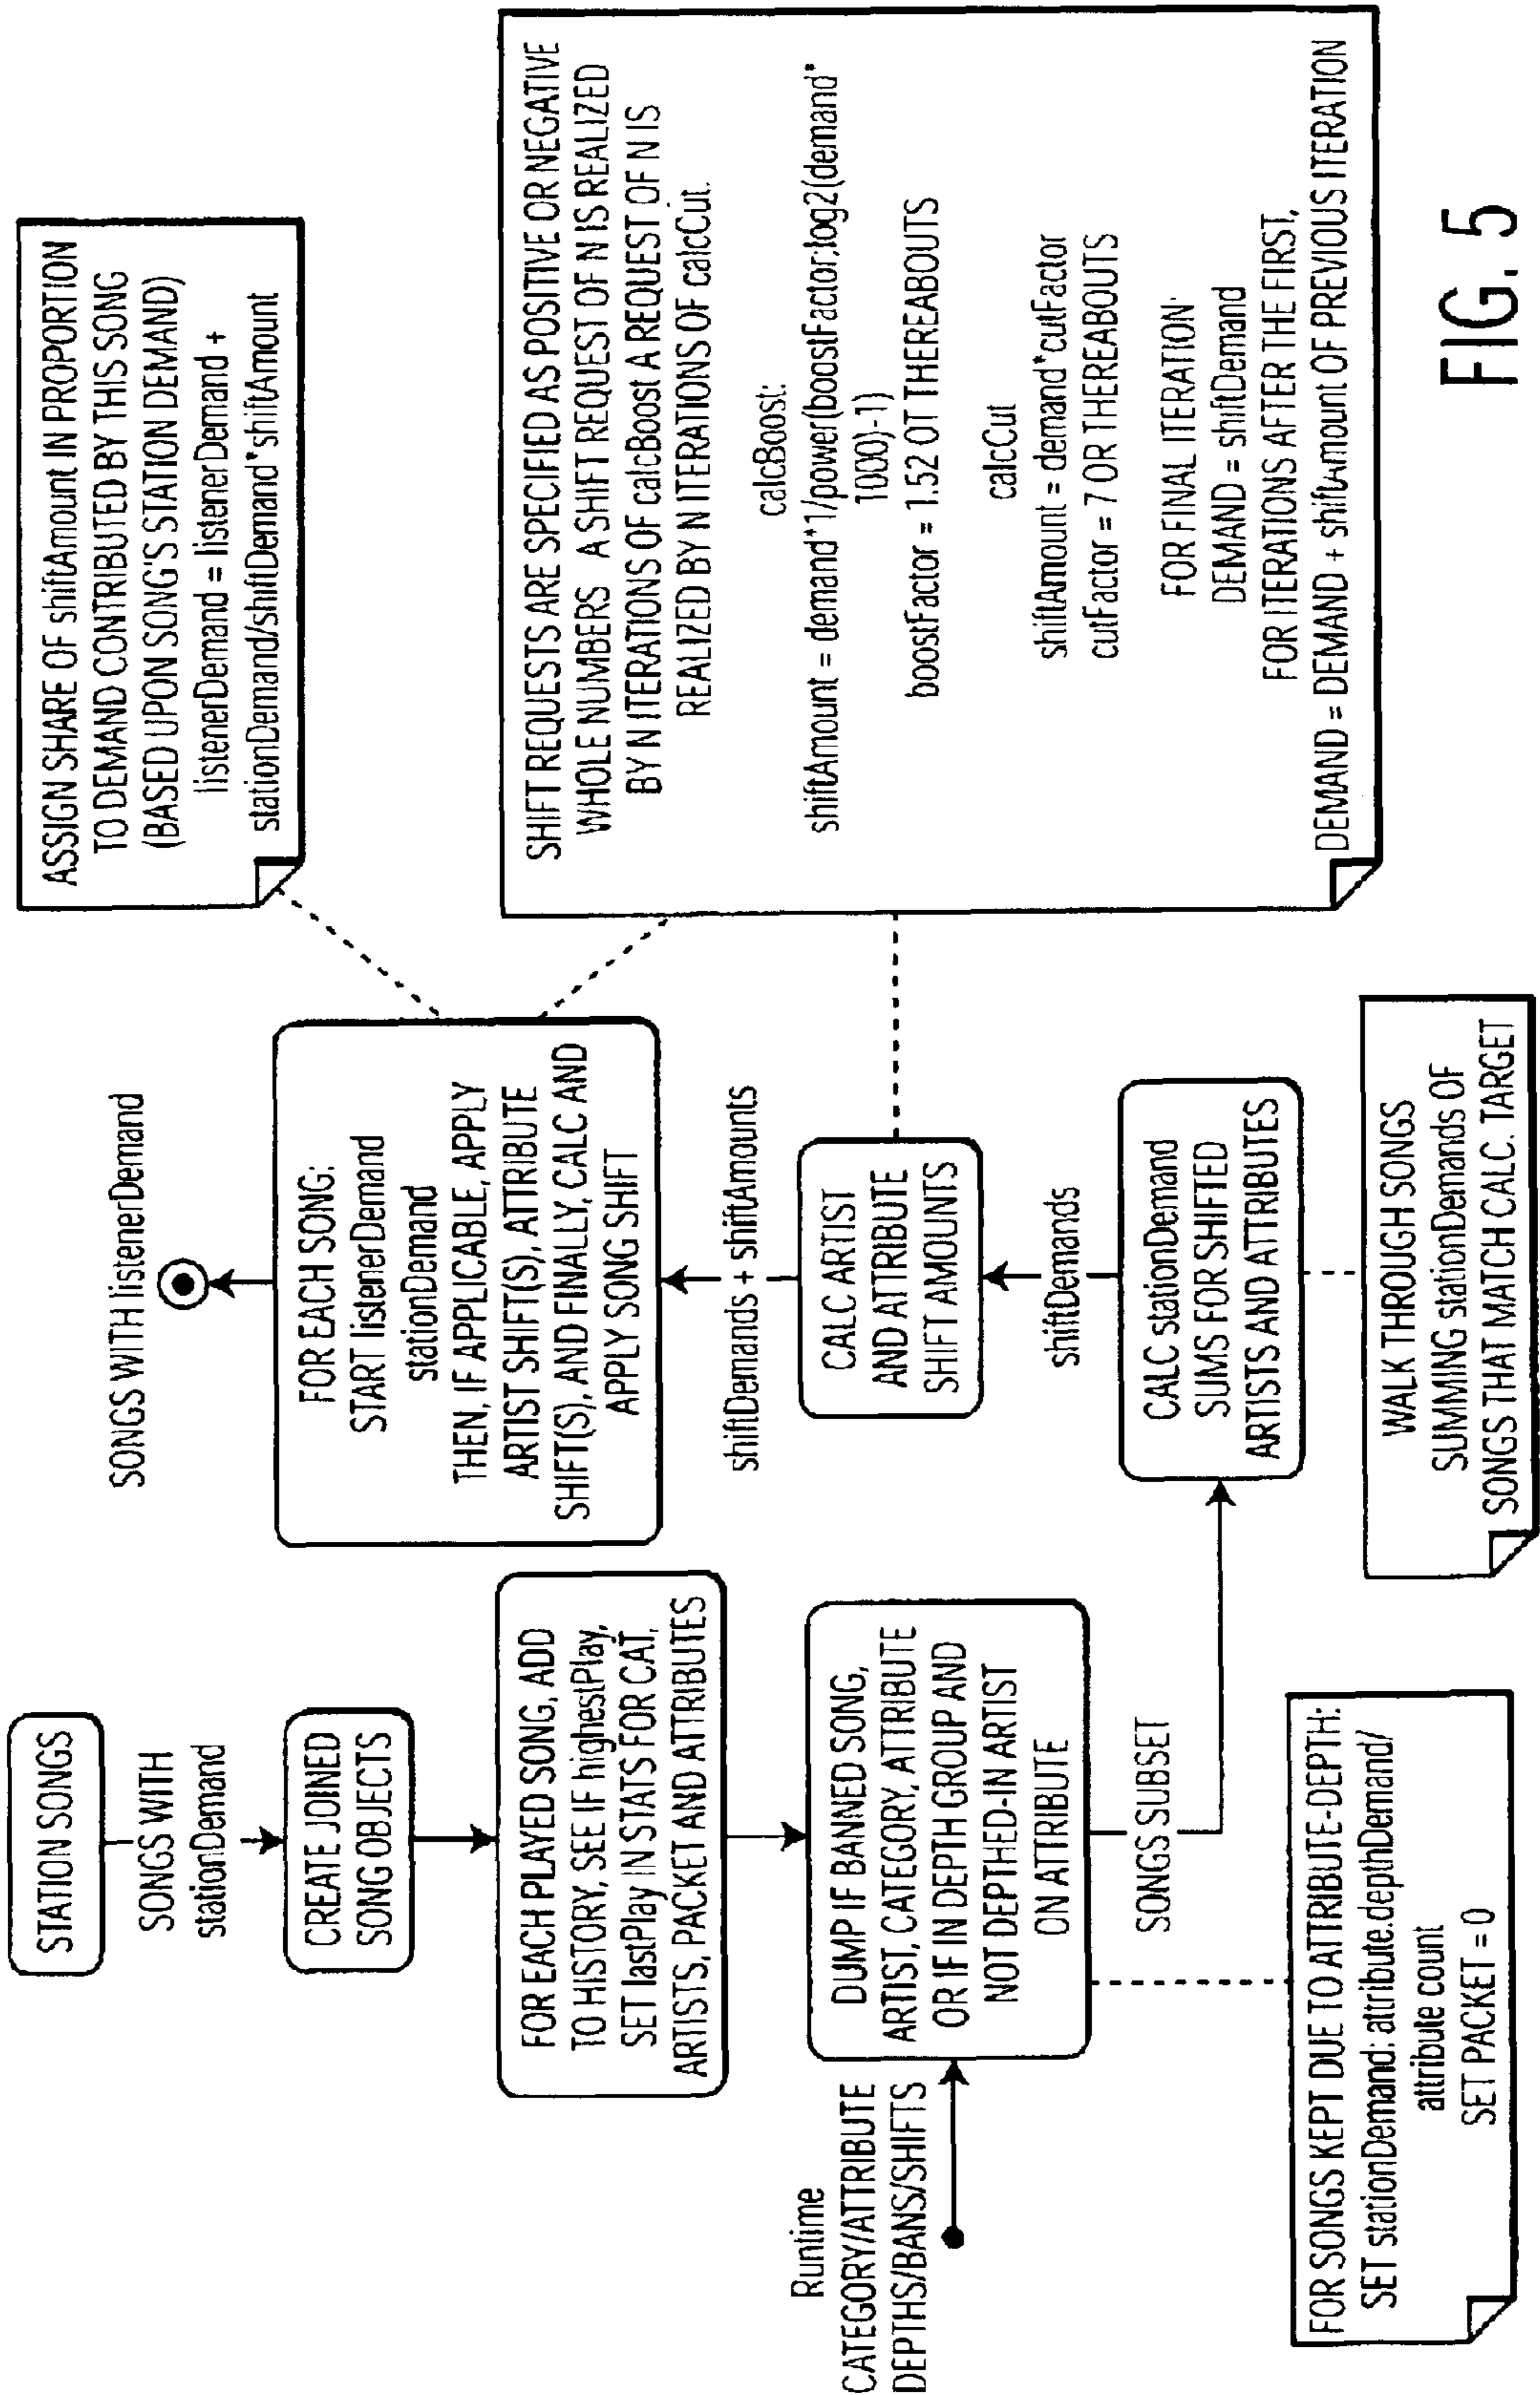 STATION SONGS
SONGS WITH
stationDemand
CREATE JOINED
SONG OBJECTS
FOR EACH PLAYED SONG, ADD
TO HISTORY, SEE IF highestPlay,
SET lastPlay IN STATS FOR CAT,
ARTISTS, PACKET AND ATTRIBUTES
Runtime
CATEGORY/ATTRIBUTE
DEPTHS/BANS/SHIFTS
DUMP IF BANNED SONG,
ARTIST, CATEGORY, ATTRIBUTE
OR IF IN DEPTH GROUP AND
NOT DEPTHED-IN ARTIST
ON ATTRIBUTE
SONGS SUBSET
FOR SONGS KEPT DUE TO ATTRIBUTE-DEPTH:
SET stationDemand; attribute.depthDemand/
attribute count
SET PACKET = 0
SONGS WITH listenerDemand
FOR EACH SONG:
START listenerDemand
stationDemand
THEN, IF APPLICABLE, APPLY
ARTIST SHIFT(S), ATTRIBUTE
SHIFT(S), AND FINALLY, CALC AND
APPLY SONG SHIFT
shiftDemands + shiftAmounts
CALC ARTIST
AND ATTRIBUTE
SHIFT AMOUNTS
shiftDemands
CALC stationDemand
SUMS FOR SHIFTED
ARTISTS AND ATTRIBUTES
WALK THROUGH SONGS
SUMMING stationDemands OF
SONGS THAT MATCH CALC. TARGET
ASSIGN SHARE OF shiftAmount IN PROPORTION
TO DEMAND CONTRIBUTED BY THIS SONG
(BASED UPON SONG'S STATION DEMAND)
listenerDemand = listenerDemand +
stationDemand/shiftDemand*shiftAmount
SHIFT REQUESTS ARE SPECIFIED AS POSITIVE OR NEGATIVE
WHOLE NUMBERS A SHIFT REQUEST OF N IS REALIZED
BY N ITERATIONS OF calcBoost A REQUEST OF N IS
REALIZED BY N ITERATIONS OF calcCut.
calcBoost:
shiftAmount = demand*1/power(boostFactor;log2(demand*
1000)-1)
boostFactor = 1.52 OT THEREABOUTS
calcCut
shiftAmount = demand*cutFactor
cutFactor = 7 OR THEREABOUTS
FOR FINAL ITERATION:
DEMAND = shiftDemand
FOR ITERATIONS AFTER THE FIRST,
DEMAND = DEMAND + shiftAmount OF PREVIOUS ITERATION
FIG. 5